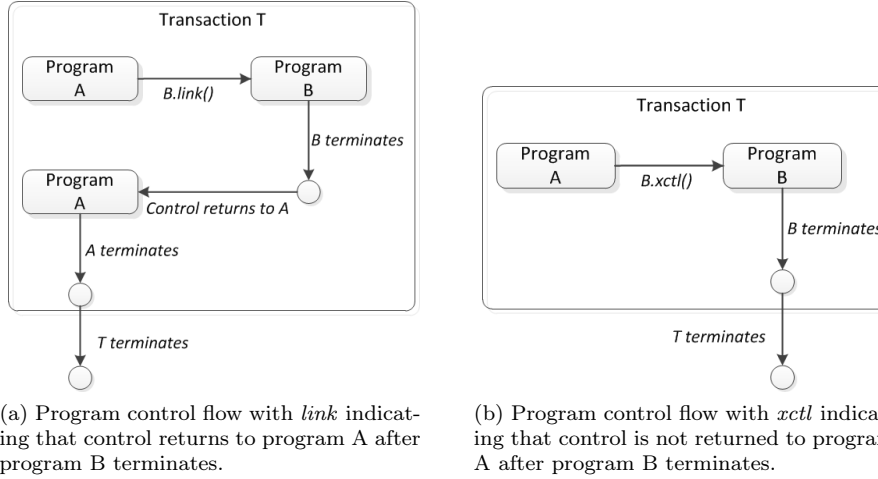 Transaction T
Program
A
B.link()
Program
B
B terminates
Program
A
Control returns to A
A terminates
T terminates
(a) Program control flow with link indicat-
ing that control returns to program A after
program B terminates.
Transaction T
Program
A
B.xctl()
Program
B
B terminates
T terminates
(b) Program control flow with xctl indica
ing that control is not returned to progra
A after program B terminates.